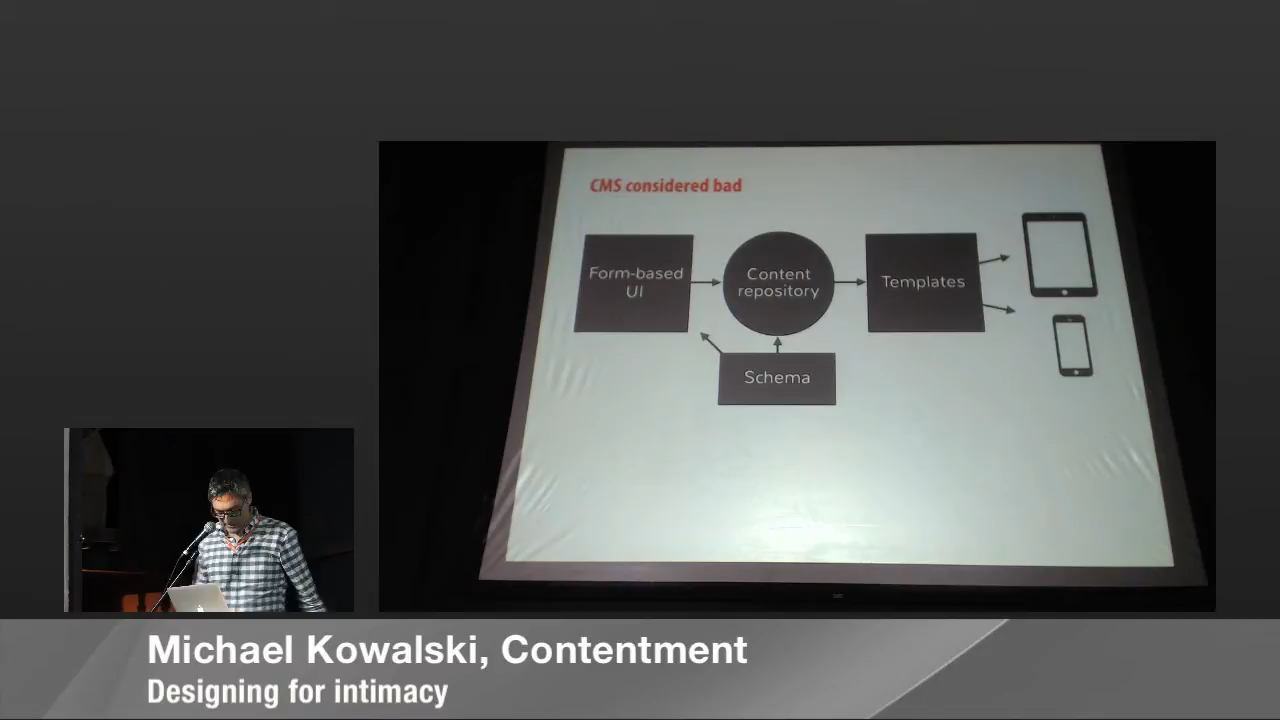 CMS considered bad
Form-based
UI
Content
repository
Templates
Schema
Michael Kowalski, Contentment
Designing for intimacy